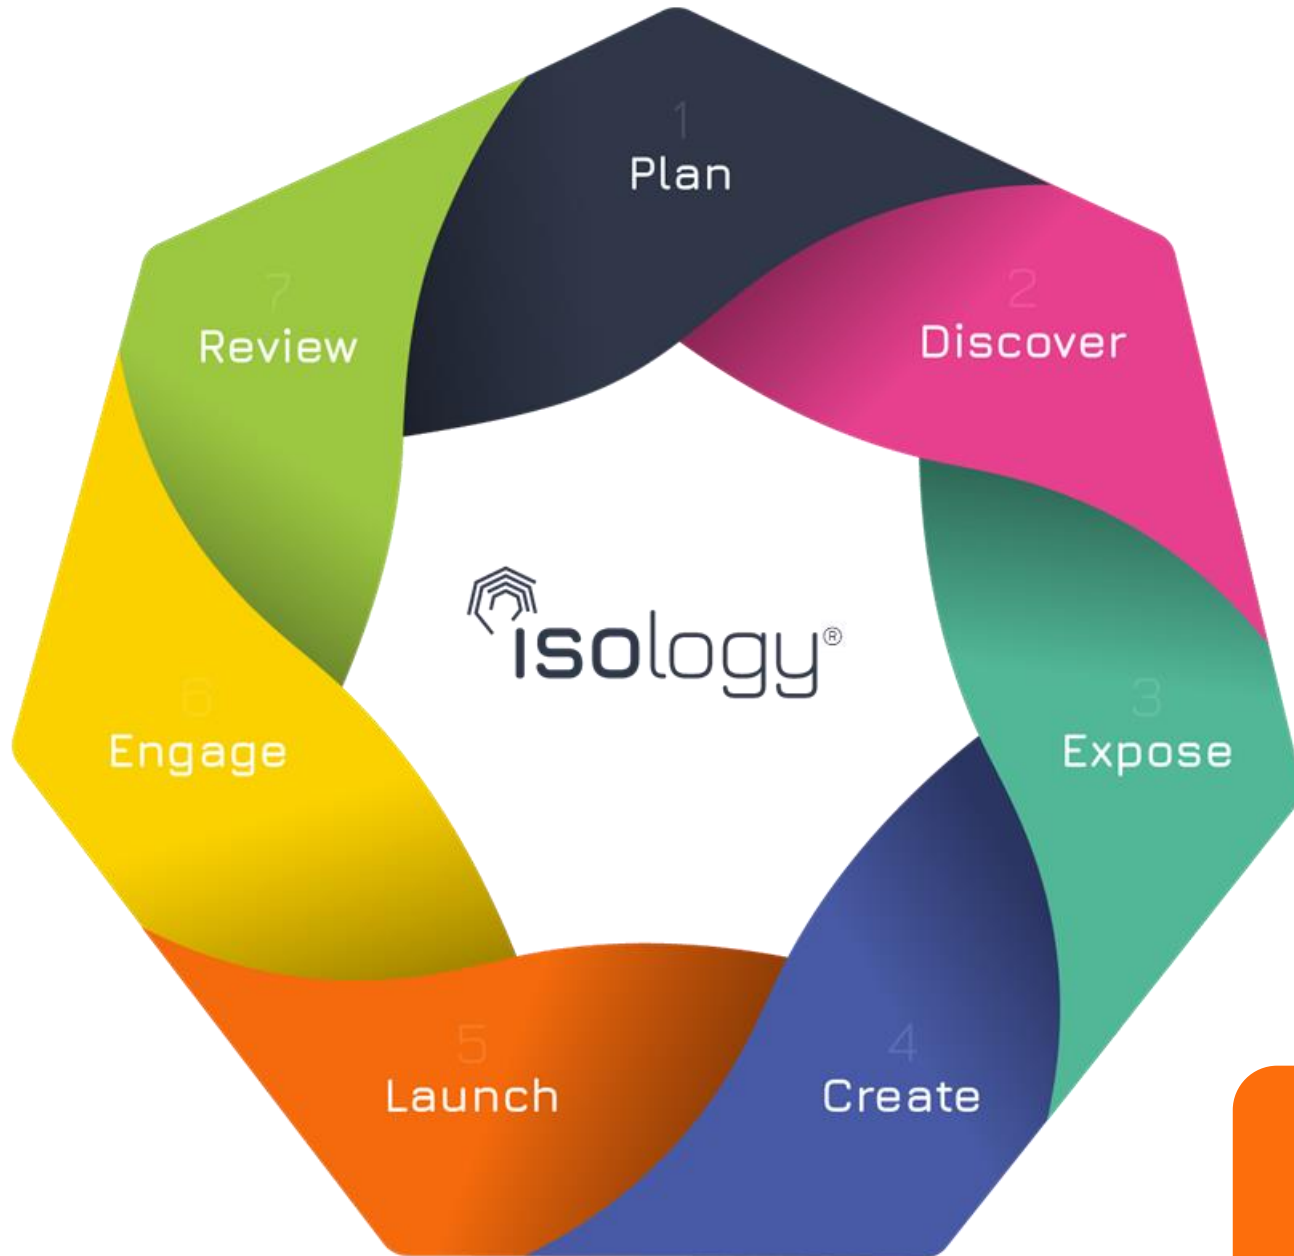 1
Plan
2
Discover
3
Expose
4
Create
5
Launch
6
Engage
7
Review
isology®